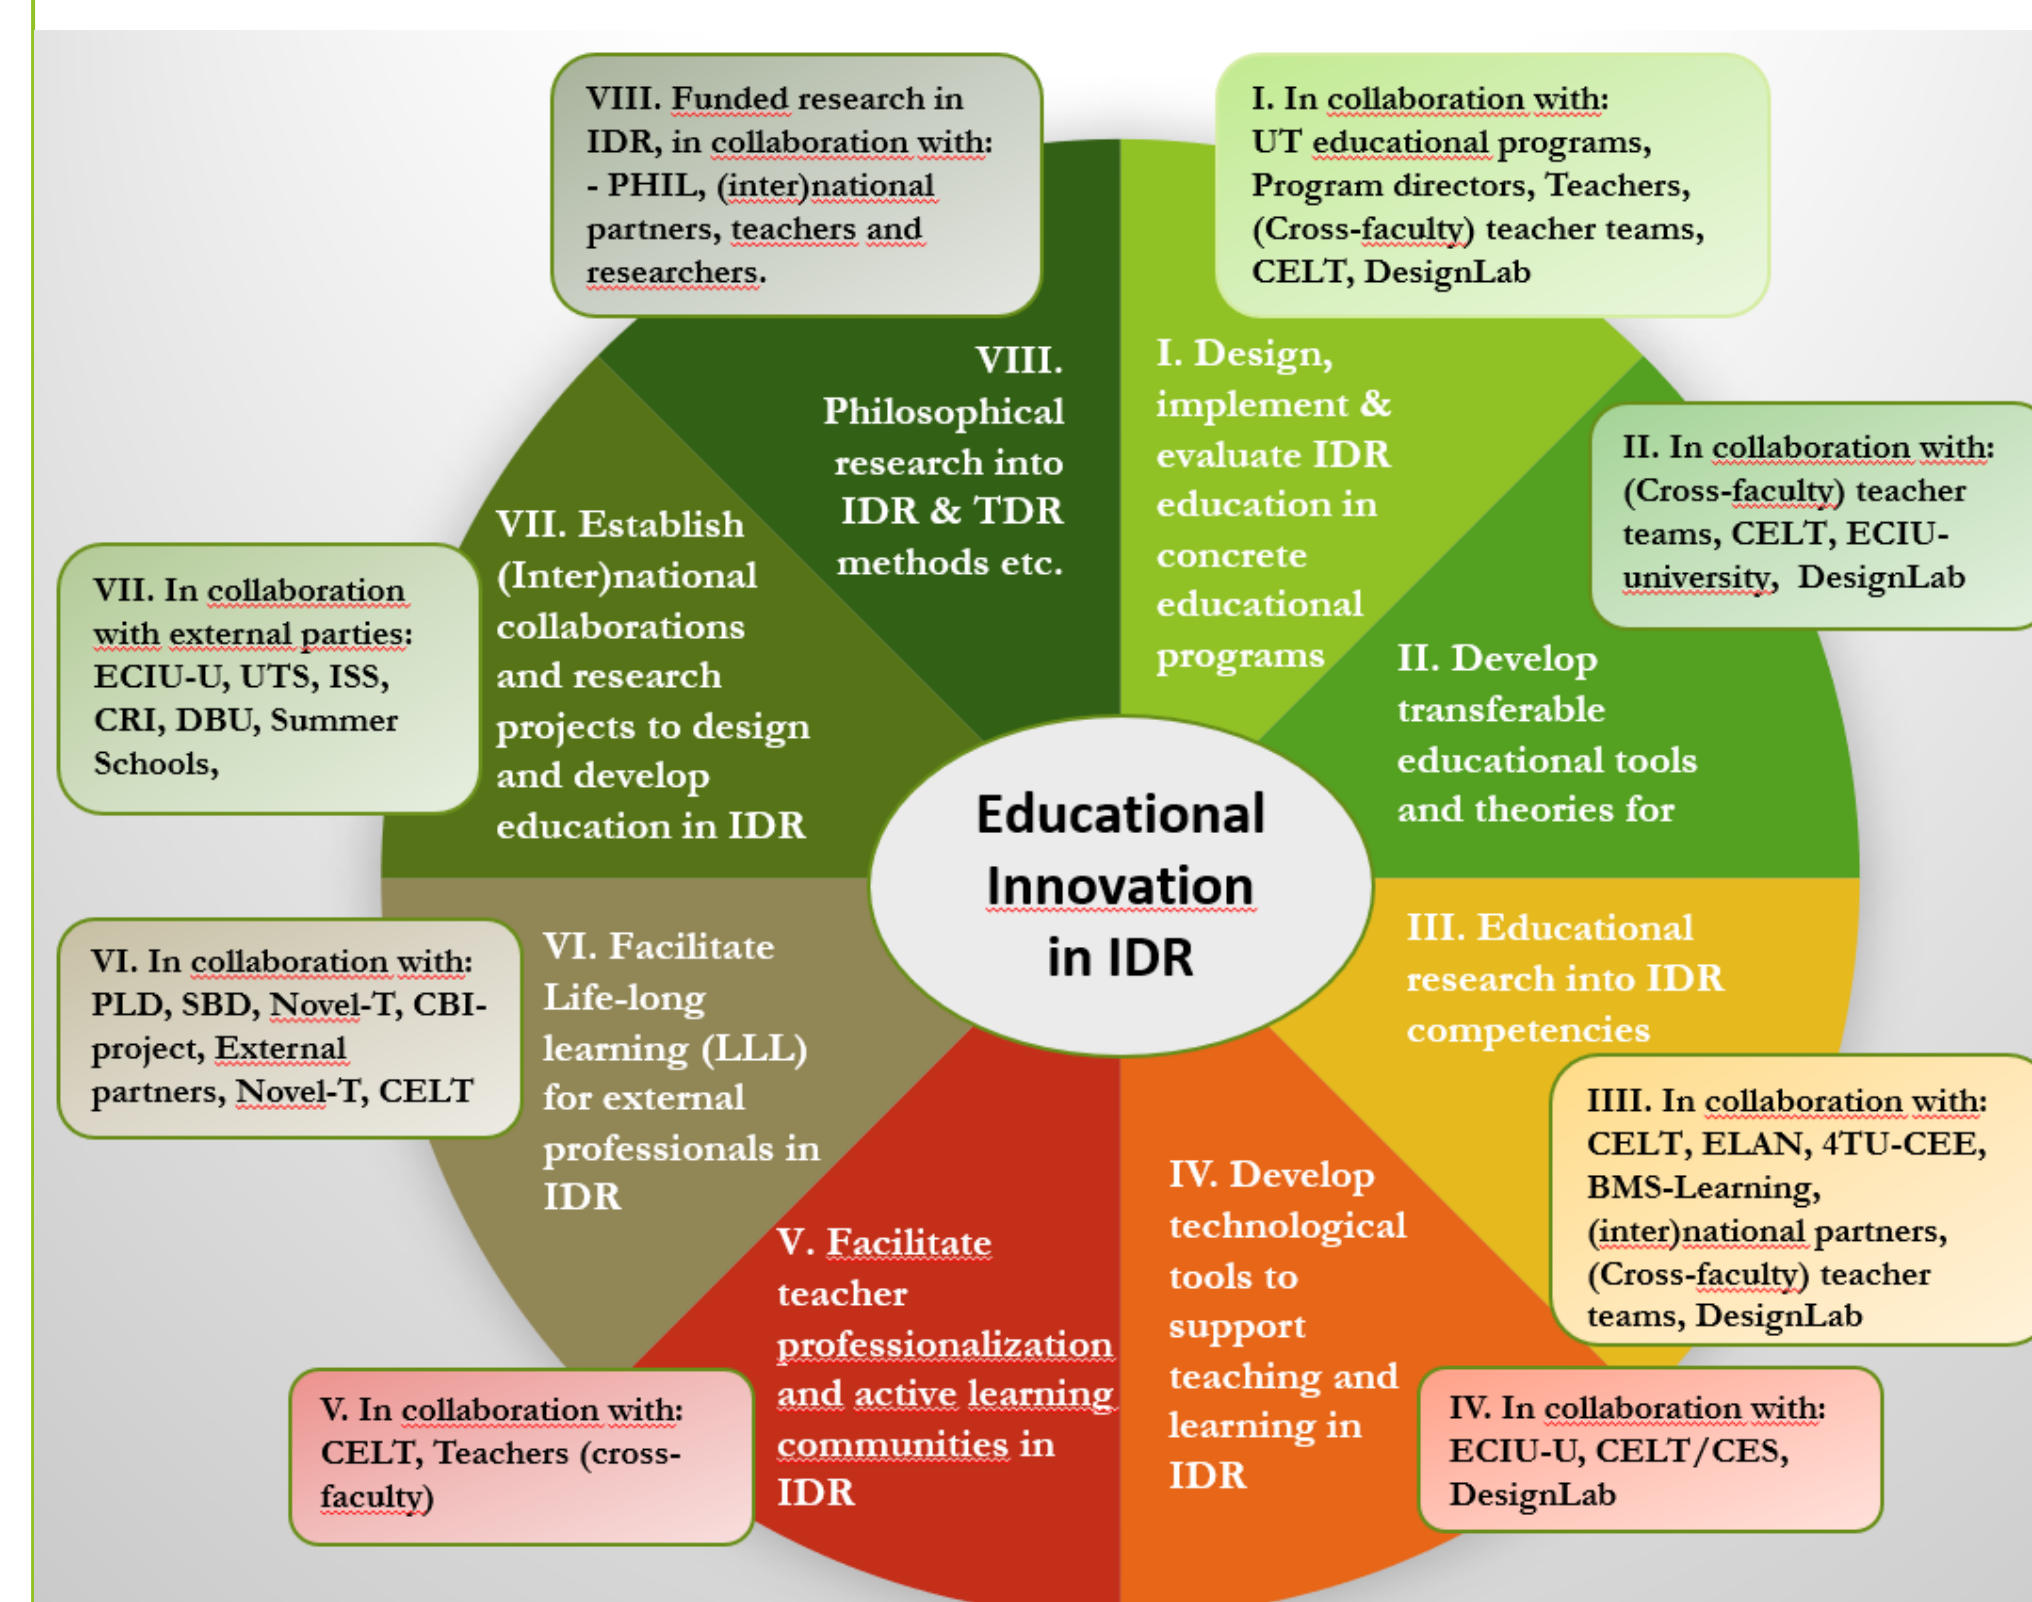 VIII. Funded research in
IDR, in collaboration with:
- PHIL, (inter)national
partners, teachers and
researchers.
I. In collaboration with:
UT educational programs,
Program directors, Teachers,
(Cross-faculty) teacher teams,
CELT, DesignLab
VIII.
Philosophical
research into
IDR & TDR
methods etc.
I. Design,
implement &
evaluate IDR
education in
concrete
educational
programs
II. In collaboration with:
(Cross-faculty) teacher
teams, CELT, ECIU-
university, DesignLab
II. Develop
transferable
educational tools
and theories for
VII. In collaboration
with external parties:
ECIU-U, UTS, ISS,
CRI, DBU, Summer
Schools,
VII. Establish
(Inter)national
collaborations
and research
projects to design
and develop
education in IDR
Educational
Innovation
in IDR
III. Educational
research into IDR
competencies
IIII. In collaboration with:
CELT, ELAN, 4TU-CEE,
BMS-Learning,
(inter)national partners,
(Cross-faculty) teacher
teams, DesignLab
VI. In collaboration with:
PLD, SBD, Novel-T, CBI-
project, External
partners, Novel-T, CELT
VI. Facilitate
Life-long
learning (LLL)
for external
professionals in
IDR
V. Facilitate
teacher
professionalization
and active learning
communities in
IDR
IV. Develop
technological
tools to
support
teaching and
learning in
IDR
V. In collaboration with:
CELT, Teachers (cross-
faculty)
IV. In collaboration with:
ECIU-U, CELT/CES,
DesignLab